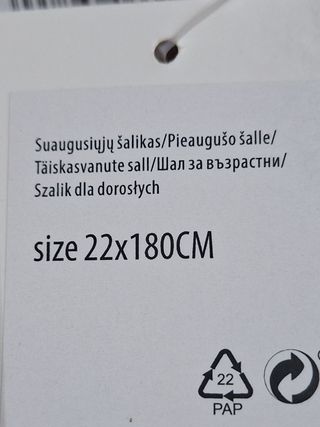 Suaugusiųjų šalikas/Pieaugušo šalle/
Täiskasvanute sall/Шал за възрастни/
Szalik dla dorosłych
size 22x180CM
22
PAP